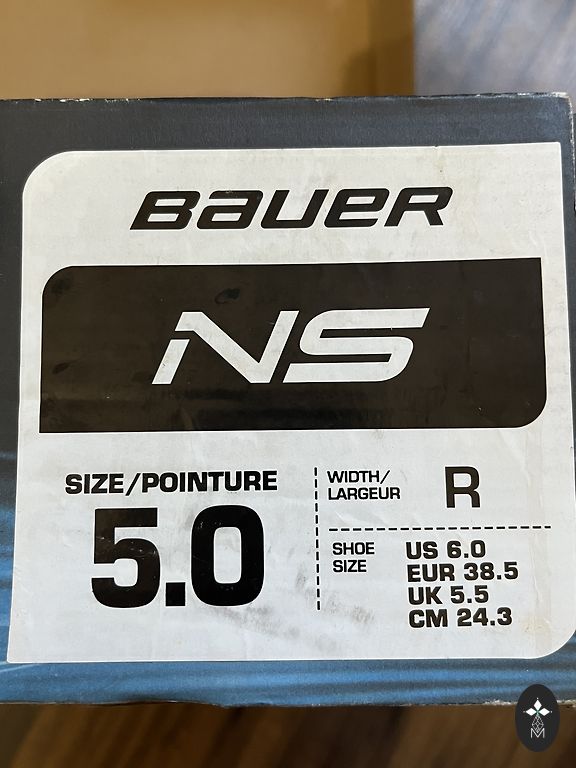 BAUER
NS
SIZE/POINTURE
5.0
WIDTH/
LARGEUR
R
SHOE
SIZE
US 6.0
EUR 38.5
UK 5.5
CM 24.3
M